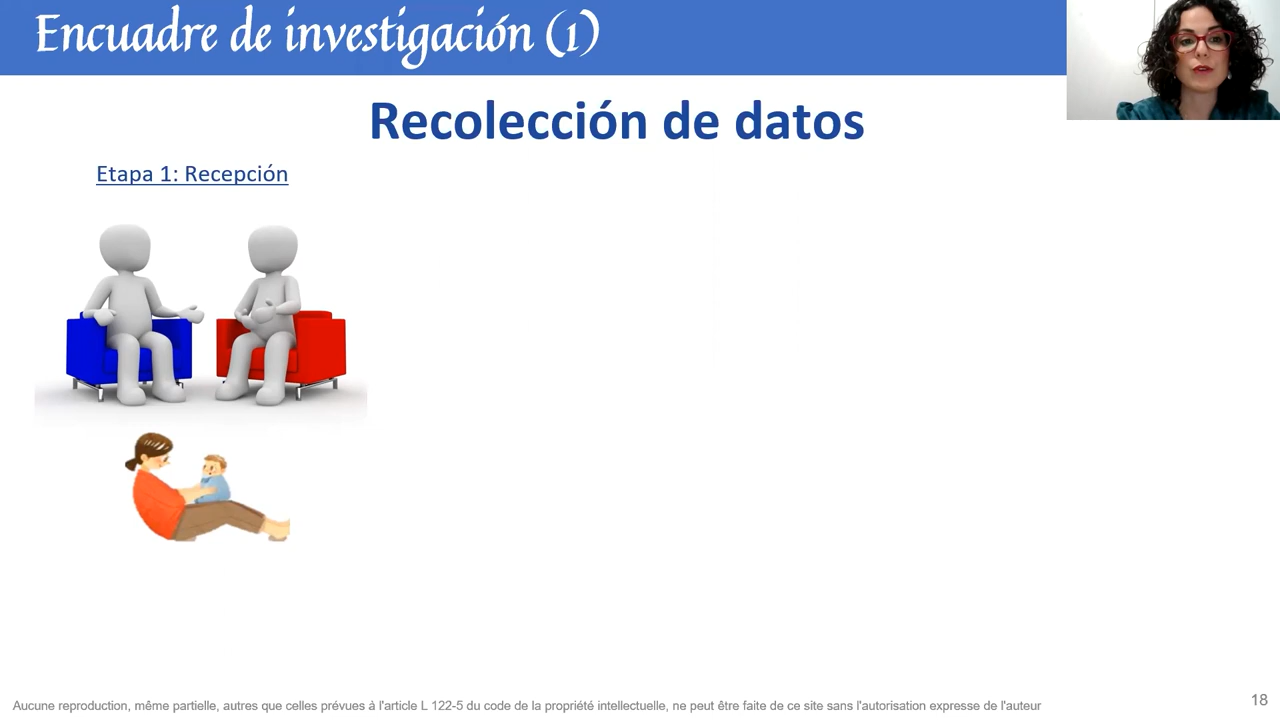 Encuadre de investigación (1)
Recolección de datos
Etapa 1: Recepción
Aucune reproduction, même partielle, autres que celles prévues à l'article L 122-5 du code de la propriété intellectuelle, ne peut être faite de ce site sans l'autorisation expresse de l'auteur
18